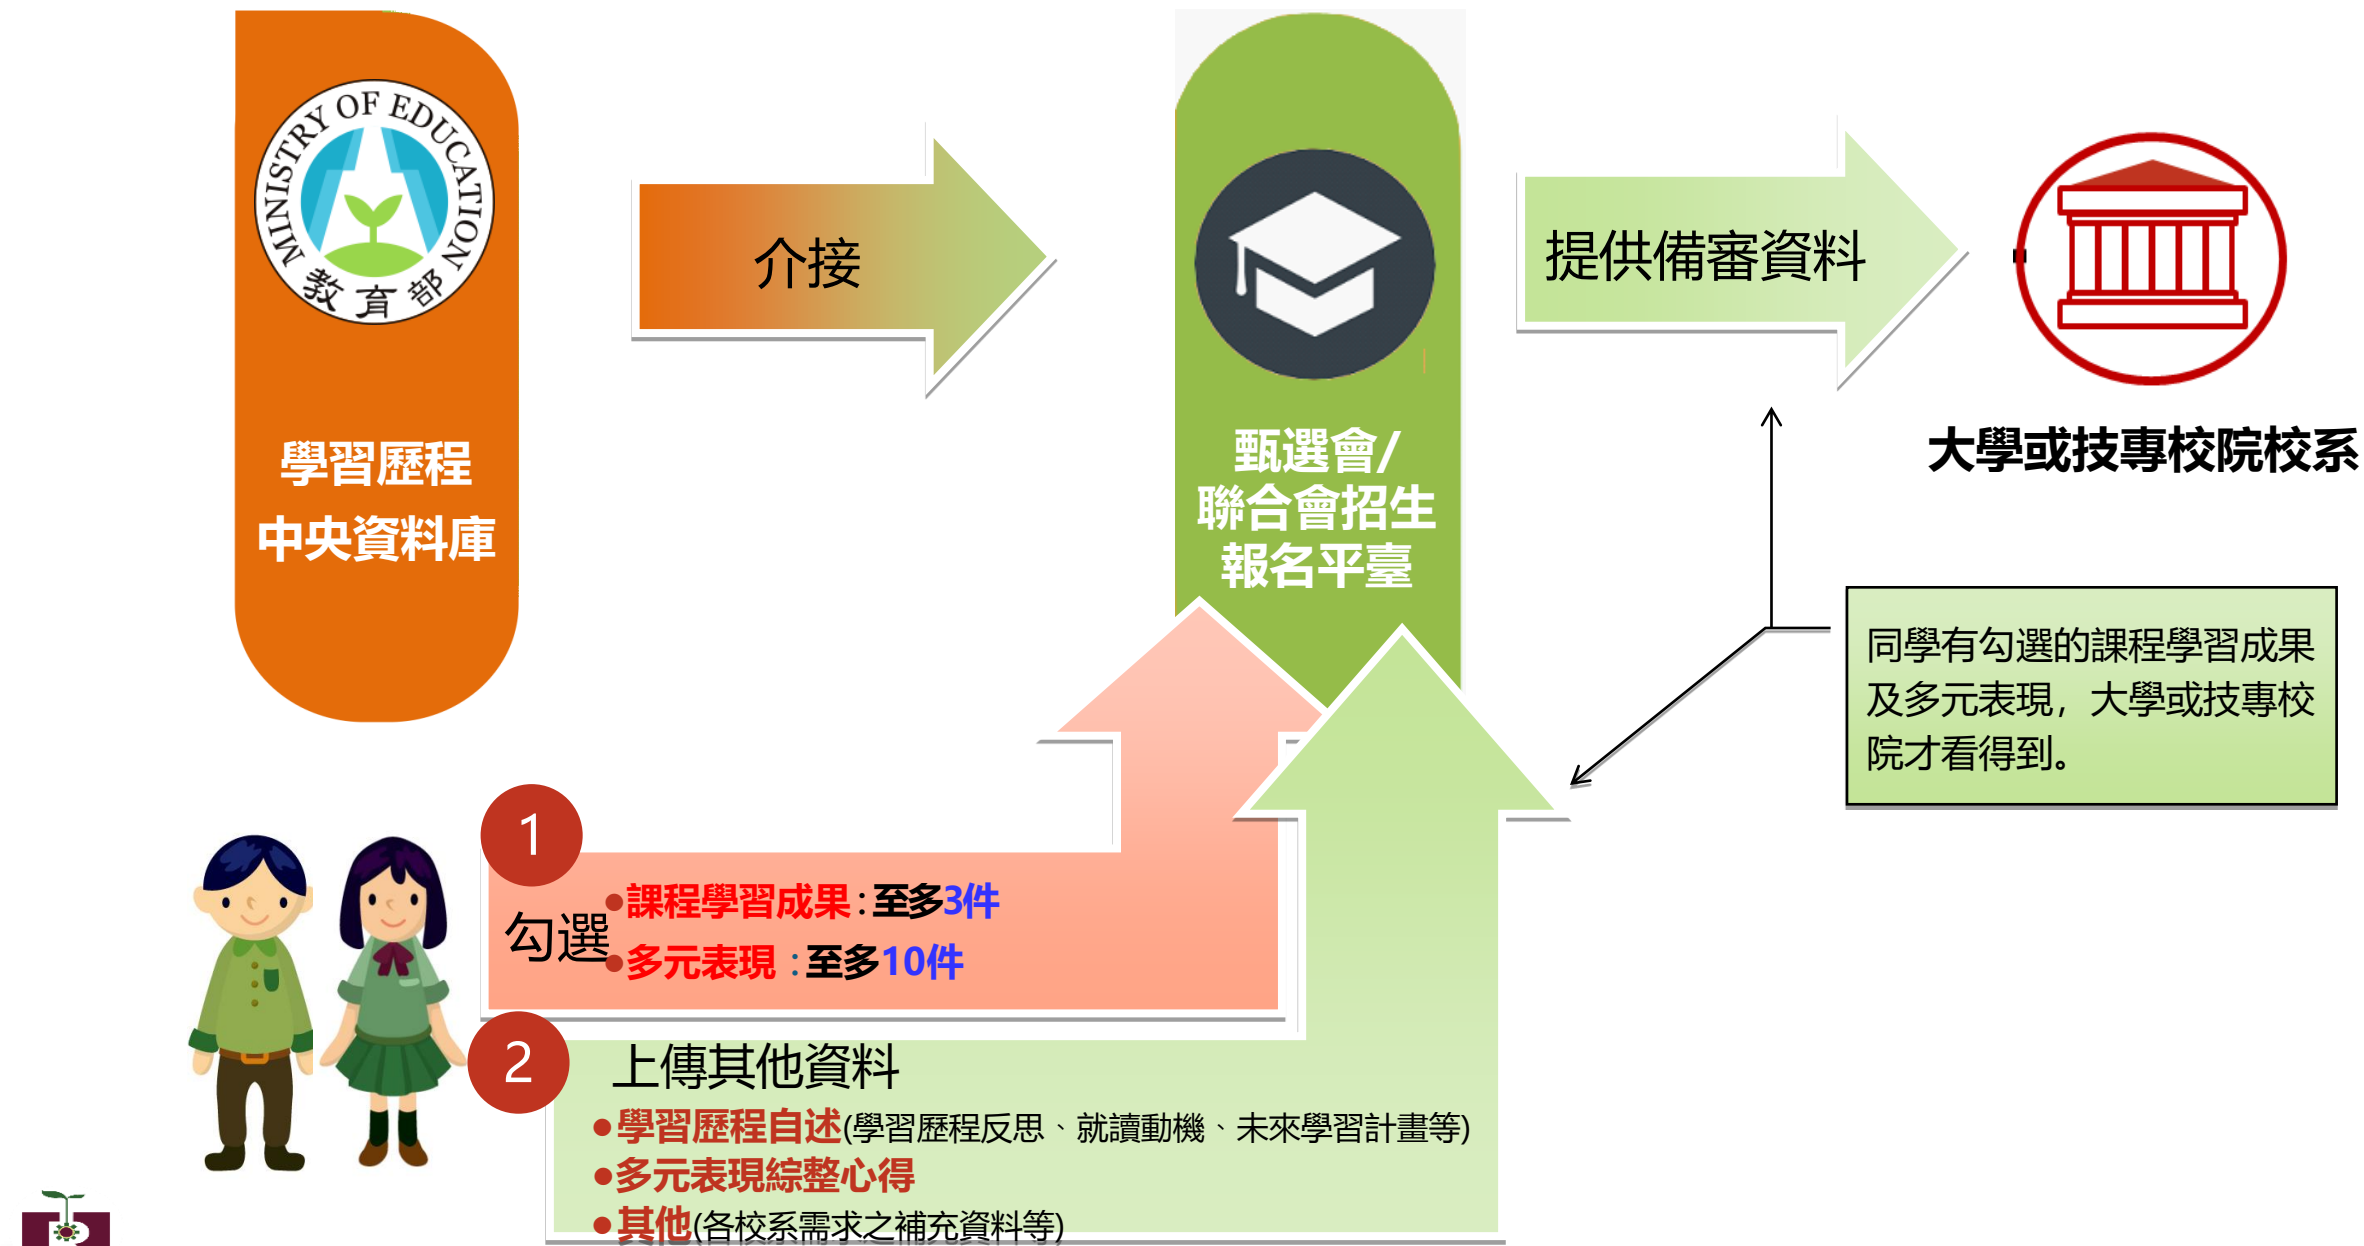 MINISTRY OF EDUCATION
教育部
學習歷程
中央資料庫
介接
甄選會/
聯合會招生
報名平臺
提供備審資料
大學或技專校院校系
同學有勾選的課程學習成果
及多元表現，大學或技專校
院才看得到。
1
勾選
●課程學習成果：至多3件
●多元表現：至多10件
2
上傳其他資料
●學習歷程自述(學習歷程反思、就讀動機、未來學習計畫等)
●多元表現綜整心得
●其他(各校系需求之補充資料等)